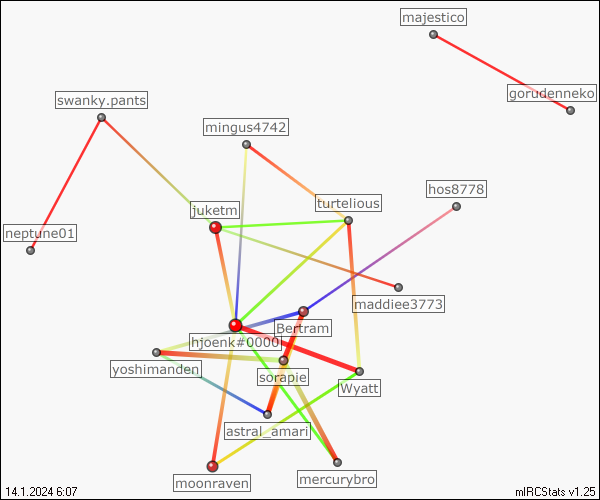 majestico
gorudenneko
swanky.pants
mingus4742
hos8778
turtelious
juketm
neptune01
maddiee3773
Bertram
hjoenk#0000
yoshimanden
sorapie
Wyatt
astral_amari
moonraven
mercurybro
14.1.2024 6:07
mIRCStats v1.25